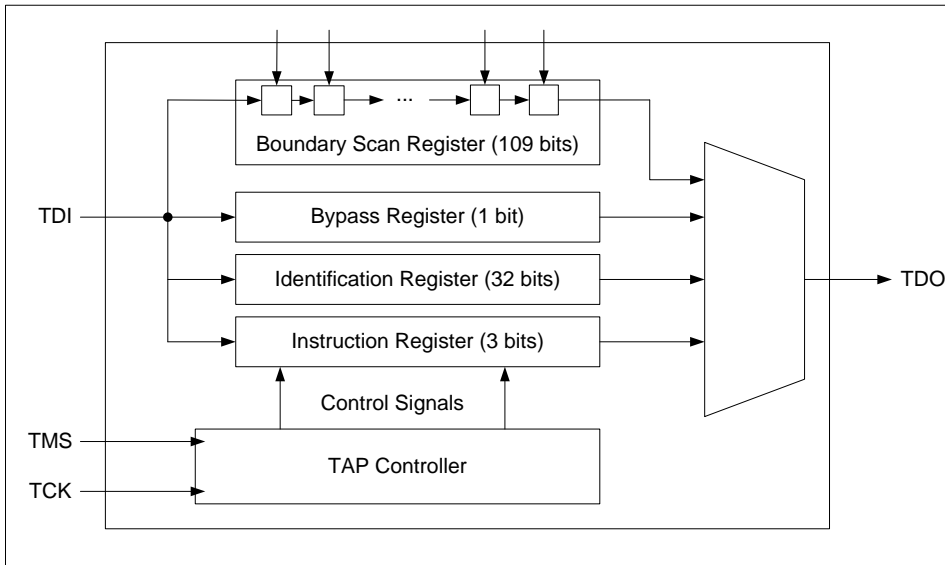 ...
Boundary Scan Register (109 bits)
TDI
Bypass Register (1 bit)
Identification Register (32 bits)
TDO
Instruction Register (3 bits)
Control Signals
TMS
TAP Controller
TCK